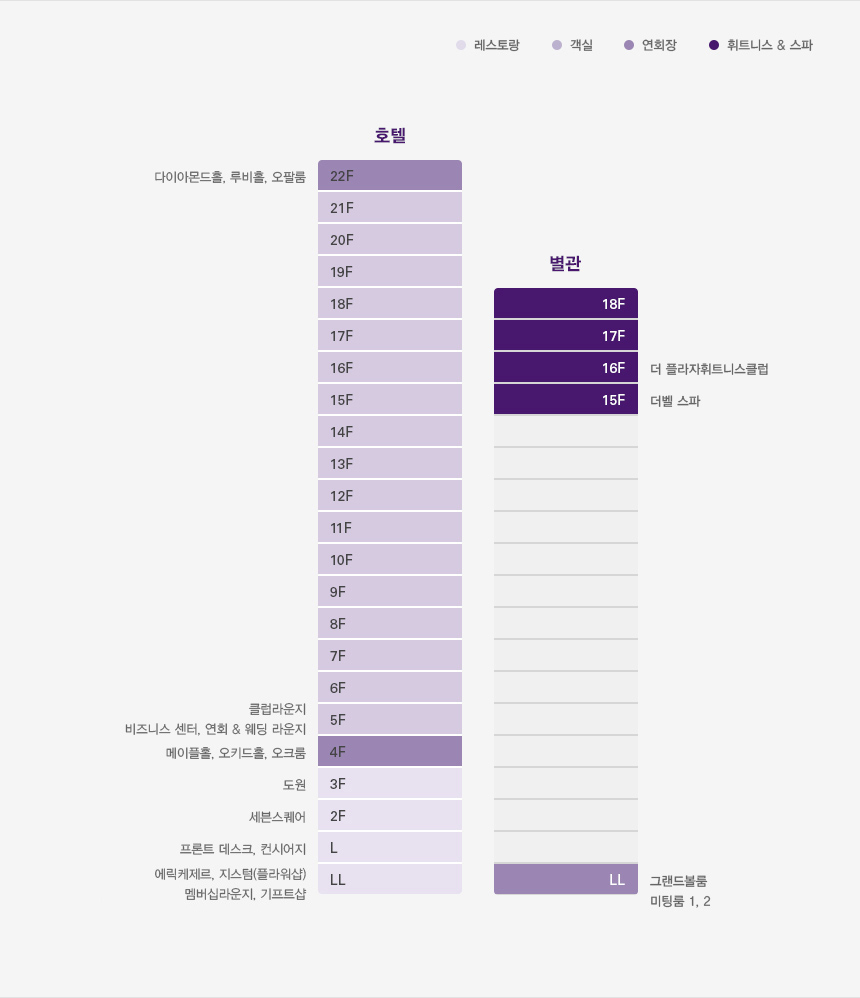 레스토랑 객실 연회장 휘트니스 & 스파
호텔
다이아몬드홀, 루비홀, 오팔룸 22F
21F
20F
19F
별관
18F 18F
17F 17F
16F 16F 더 플라자휘트니스클럽
15F 15F 더벨 스파
14F
13F
12F
11F
10F
9F
8F
7F
6F
클럽라운지
비즈니스 센터, 연회 & 웨딩 라운지 5F
메이플홀, 오키드홀, 오크룸 4F
도원 3F
세븐스퀘어 2F
프론트 데스크, 컨시어지 L
에릭케제르, 지스텀(플라워샵)
멤버십라운지, 기프트샵 LL
LL 그랜드볼룸
미팅룸 1, 2